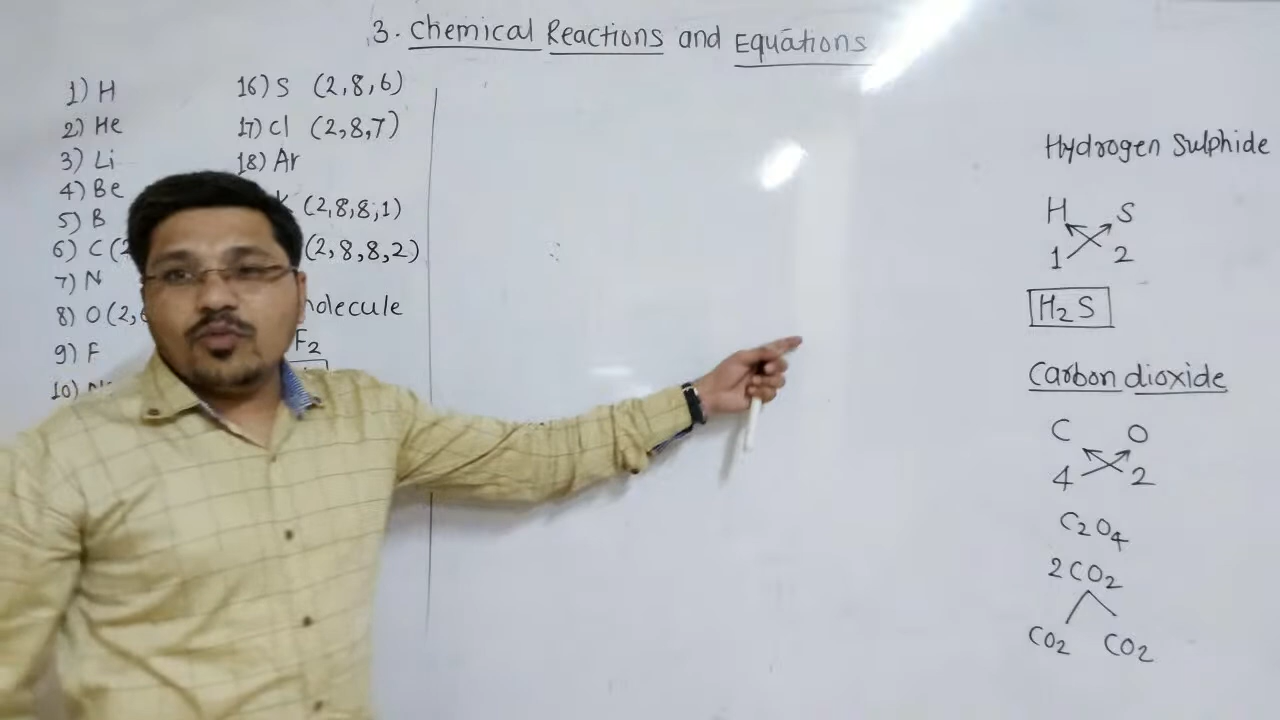 3. Chemical Reactions and Equations
1) H
2) He
3) Li
4) Be
5) B
6) C (2
7) N
8) O (2,
9) F
10)
16) S (2,8,6)
17) Cl (2,8,7)
18) Ar
(2,8,8,1)
(2,8,8,2)
molecule
F2
Hydrogen Sulphide
H S
1 2
H2S
Carbon dioxide
C O
4 2
C2O4
2CO2
CO2 CO2